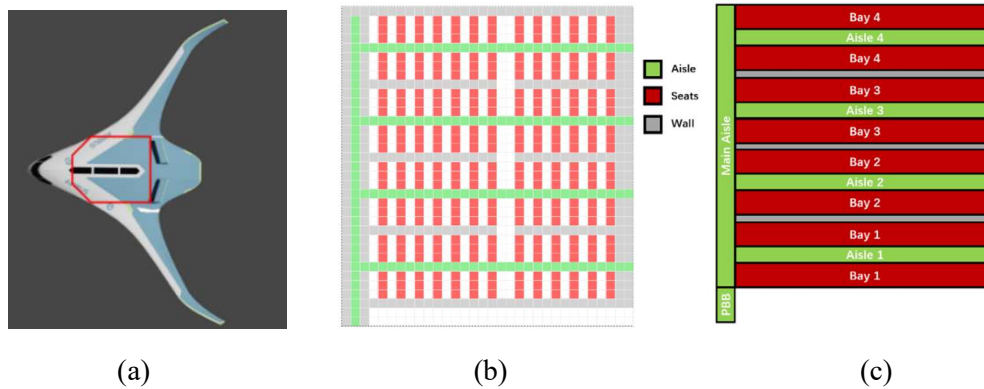 Aisle
Seats
Wall
Main Aisle
PBB
Bay 4
Aisle 4
Bay 4
Bay 3
Aisle 3
Bay 3
Bay 2
Aisle 2
Bay 2
Bay 1
Aisle 1
Bay 1
(a)
(b)
(c)